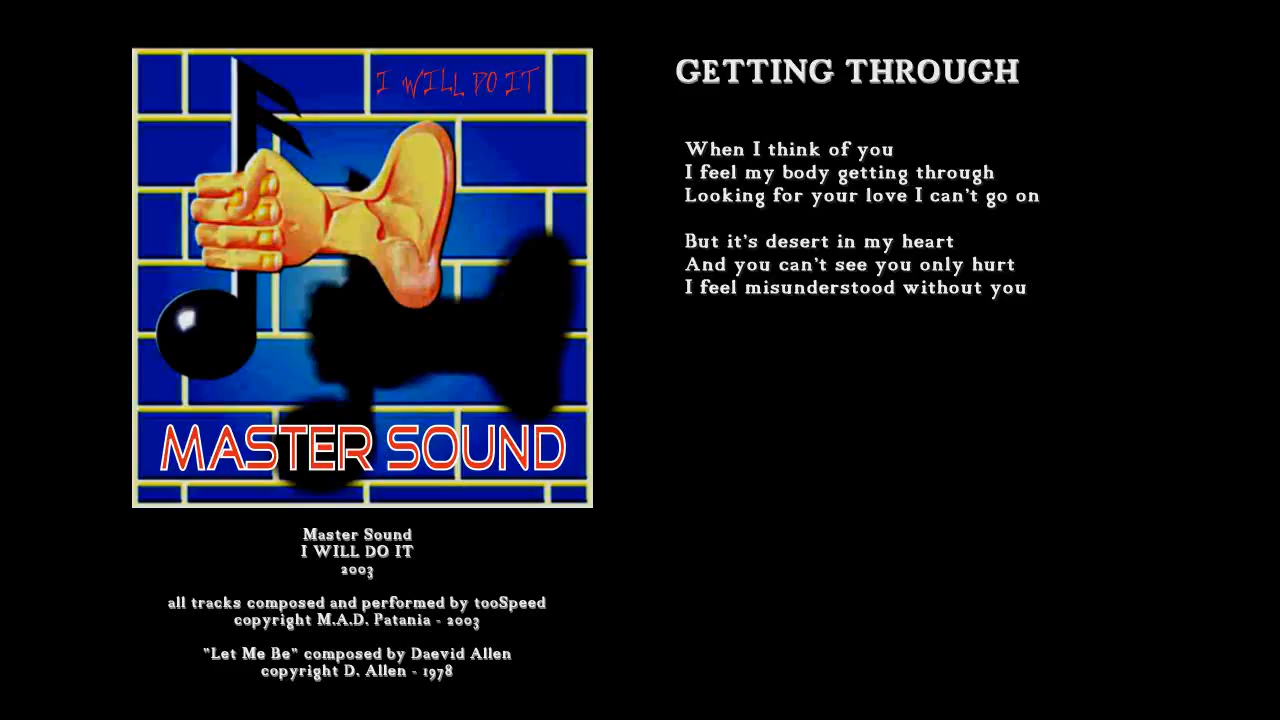 I WILL DO IT
MASTER SOUND
Master Sound
I WILL DO IT
2003
all tracks composed and performed by tooSpeed
copyright M.A.D. Patania - 2003
"Let Me Be" composed by Daevid Allen
copyright D. Allen - 1978
GETTING THROUGH
When I think of you
I feel my body getting through
Looking for your love I can't go on
But it's desert in my heart
And you can't see you only hurt
I feel misunderstood without you